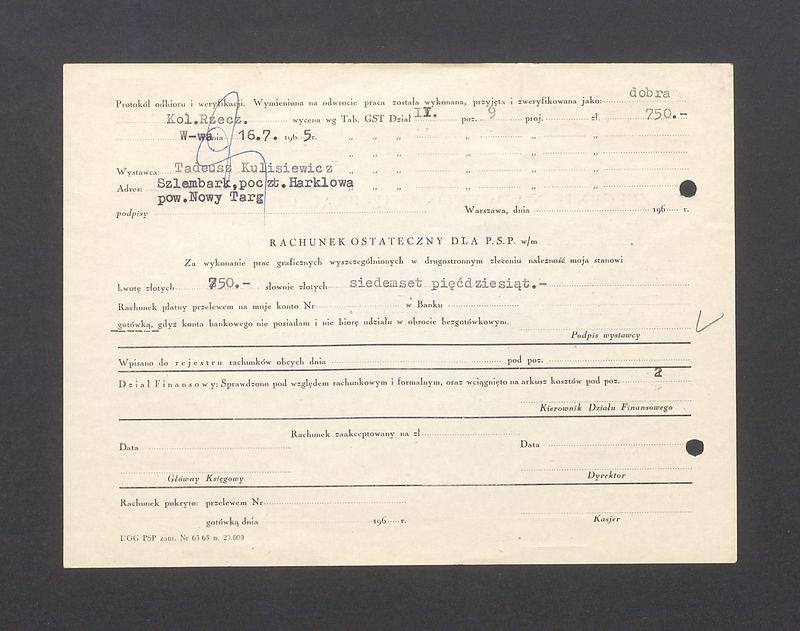 dobra
Protokół odbioru i weryfikacji. Wymieniona na odwrocie praca została wykonana, przyjęta i zweryfikowana jako:
Kol.Rzecz. wycena wg Tab. GST Dział II. poz. 9 proj. zł 750.-
W-wa dnia 16.7. 1965r. " " " " " "
" " " " " "
Wystawca: Tadeusz Kulisiewicz " " " " " "
Adres: Szlembark,poczt.Harklowa " " " " " "
pow.Nowy Targ
podpisy Warszawa, dnia 196 r.
RACHUNEK OSTATECZNY DLA P.S.P. w/m
Za wykonanie prac graficznych wyszczególnionych w drugostronnym zleceniu należność moja stanowi
kwotę złotych 750.- słownie złotych siedemset pięćdziesiąt.-
Rachunek płatny przelewem na moje konto Nr w Banku
gotówką, gdyż konta bankowego nie posiadam i nie biorę udziału w obrocie bezgotówkowym.
Podpis wystawcy
Wpisano do rejestru rachunków obcych dnia pod poz.
Dział Finansowy: Sprawdzono pod względem rachunkowym i formalnym, oraz wciągnięto na arkusz kosztów pod poz. 2
Kierownik Działu Finansowego
Rachunek zaakceptowany na zł
Data Data
Główny Księgowy Dyrektor
Rachunek pokryto: przelewem Nr
gotówką dnia 196 r. Kasjer
DOG PSP zam. Nr 65 65 n. 20.000